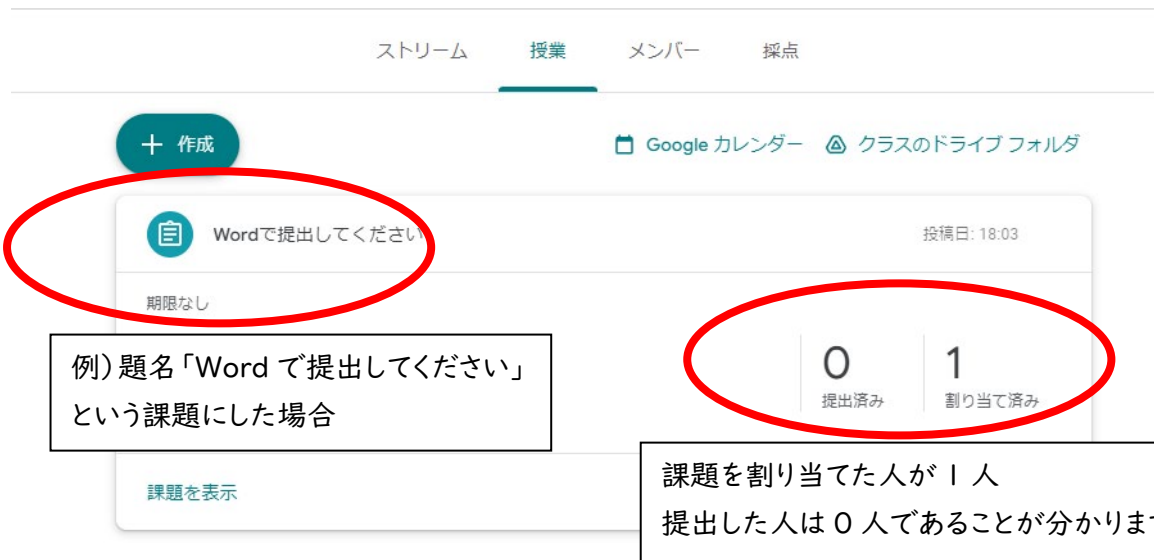 ストリーム 授業 メンバー 採点
+ 作成 Google カレンダー クラスのドライブ フォルダ
Wordで提出してください 投稿日: 18:03
期限なし
例）題名「Word で提出してください」
という課題にした場合
0 1
提出済み 割り当て済み
課題を割り当てた人が 1 人
提出した人は 0 人であることが分かりま
課題を表示